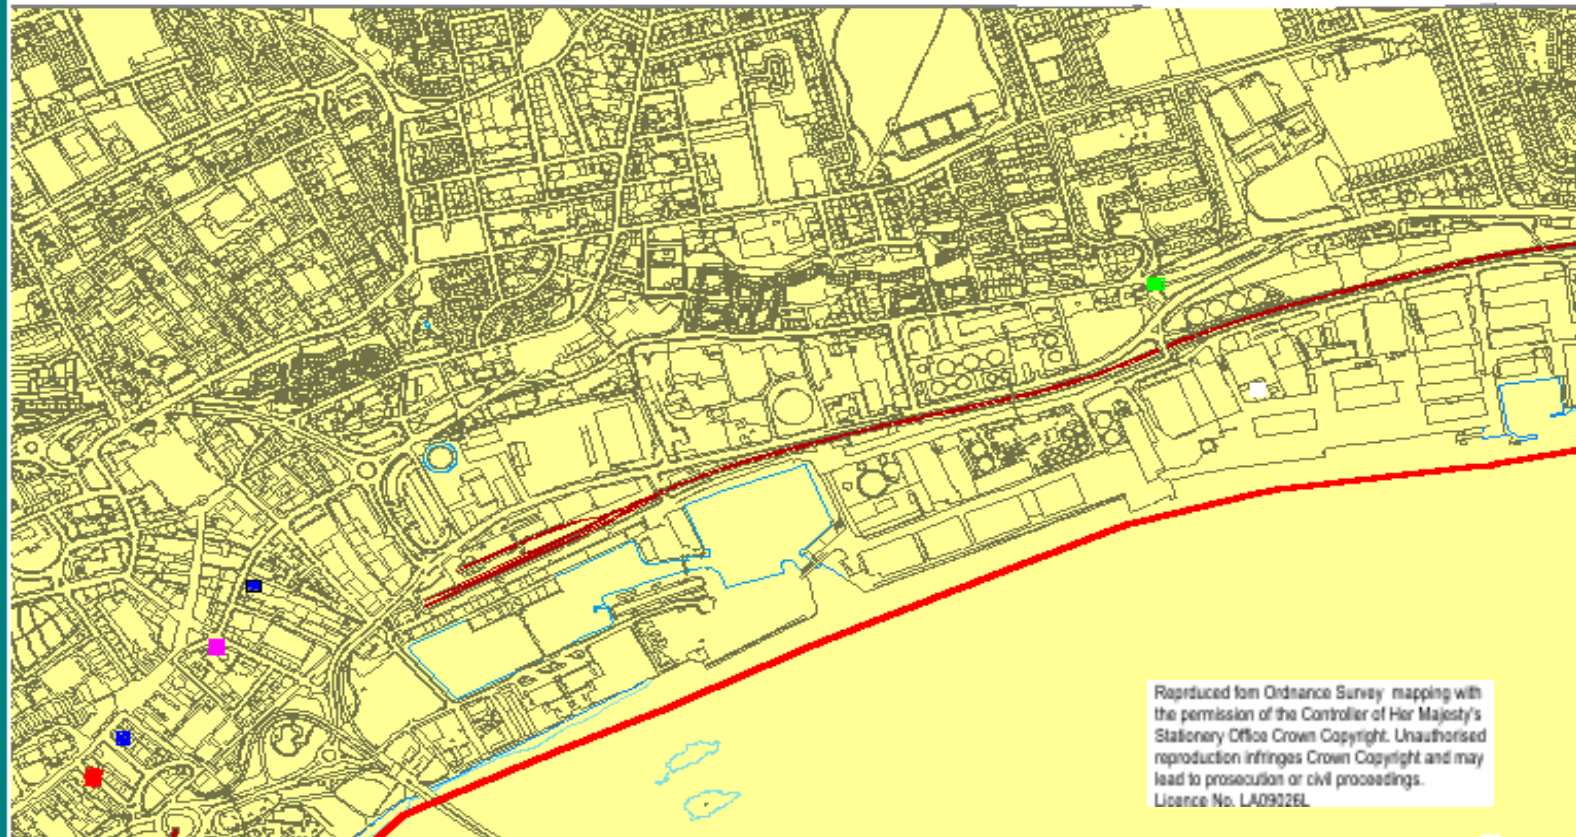 Reprduced fom Ordnance Survey mapping with
the permission of the Controller of Her Majesty's
Stationery Office Crown Copyright. Unauthorised
reproduction infringes Crown Copyright and may
lead to prosecution or civil proceedings.
Licence No. LA09026L